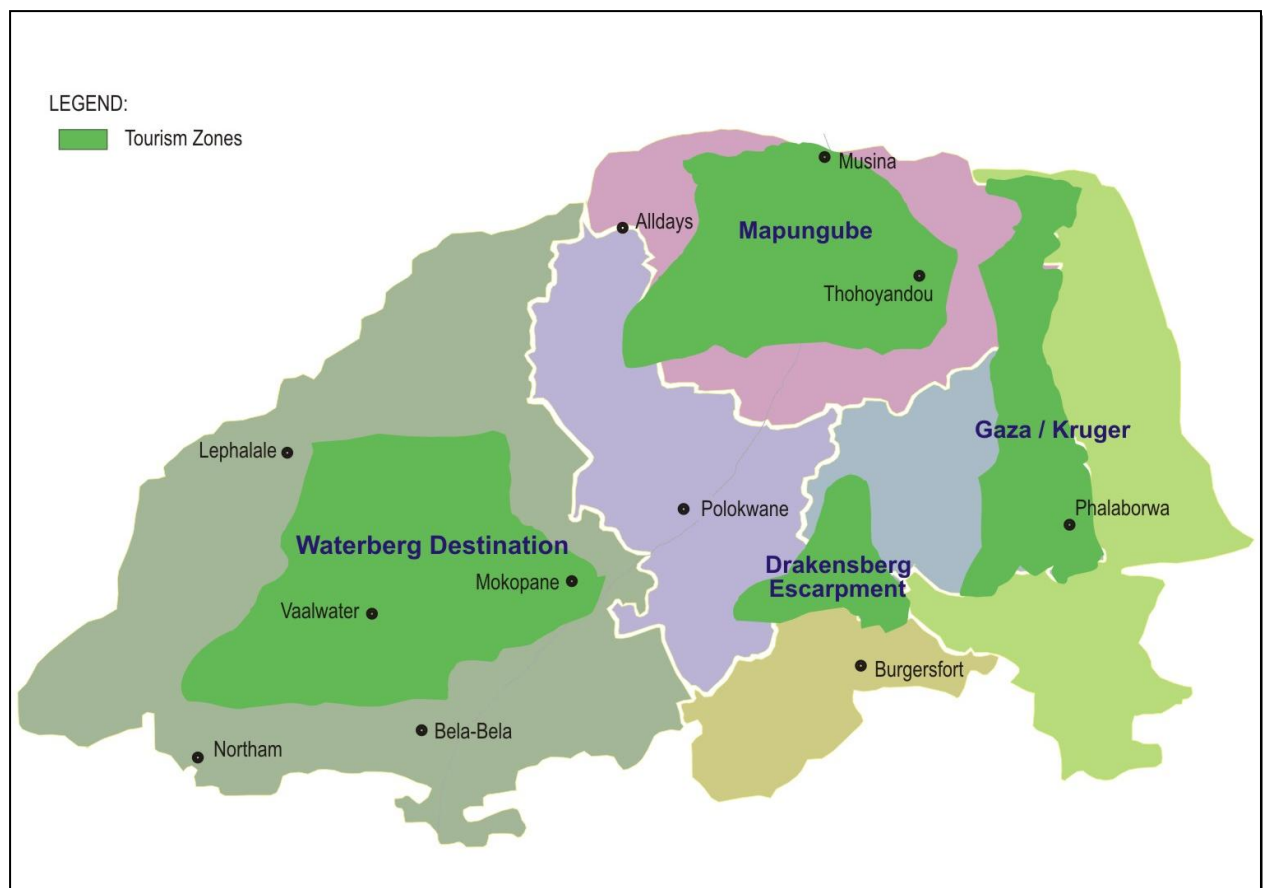 LEGEND:
Tourism Zones
Musina
Alldays
Mapungube
Thohoyandou
Gaza / Kruger
Lephalale
Polokwane
Phalaborwa
Waterberg Destination
Drakensberg
Escarpment
Mokopane
Vaalwater
Burgersfort
Bela-Bela
Northam